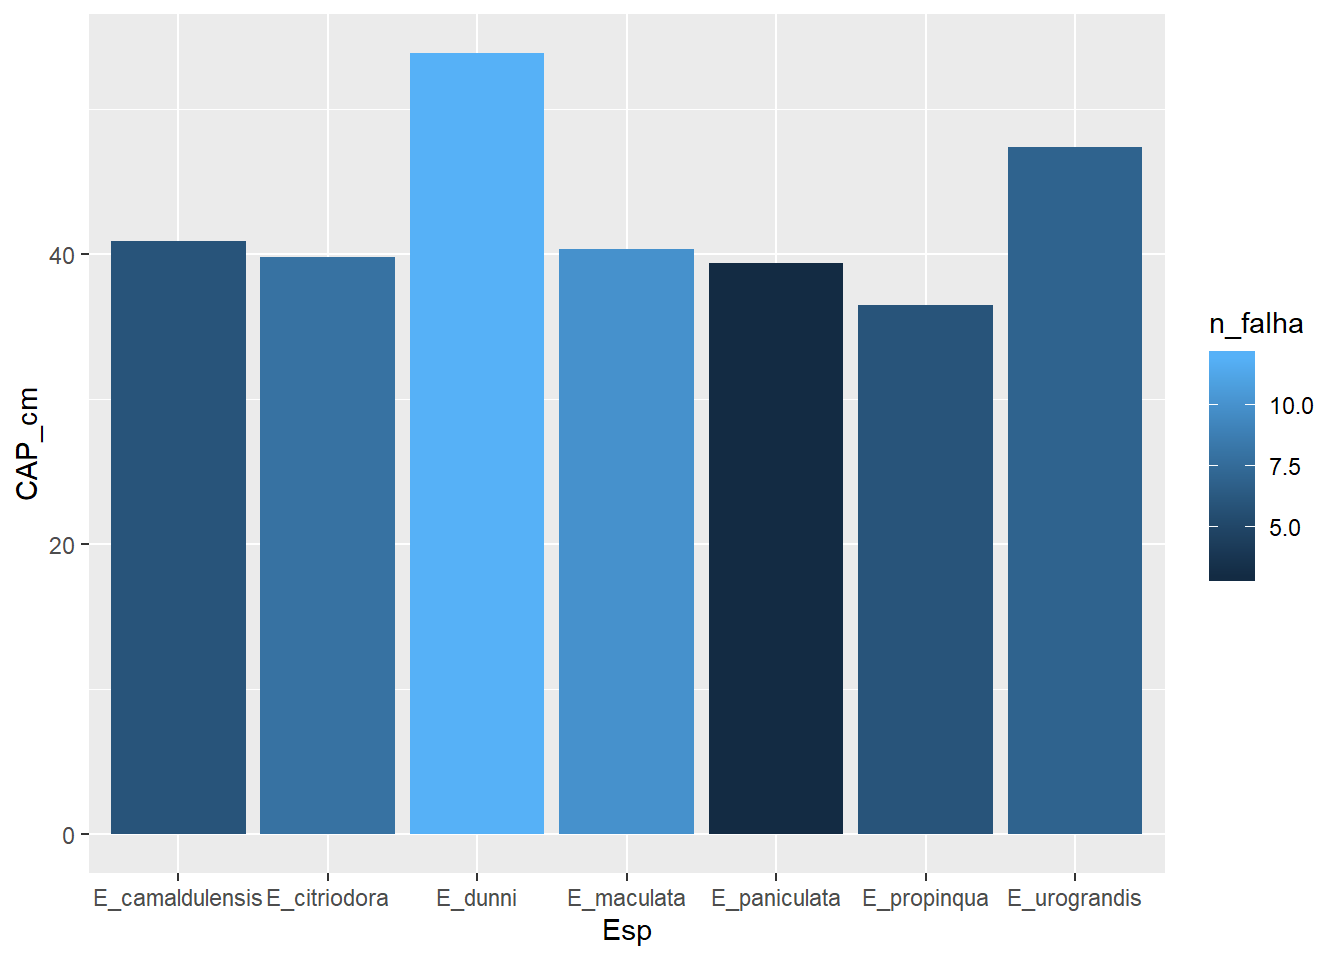 CAP_cm
40
20
0
E_camaldulensis E_citriodora E_dunni E_maculata E_paniculata E_propinqua E_urograndis
Esp
n_falha
10.0
7.5
5.0